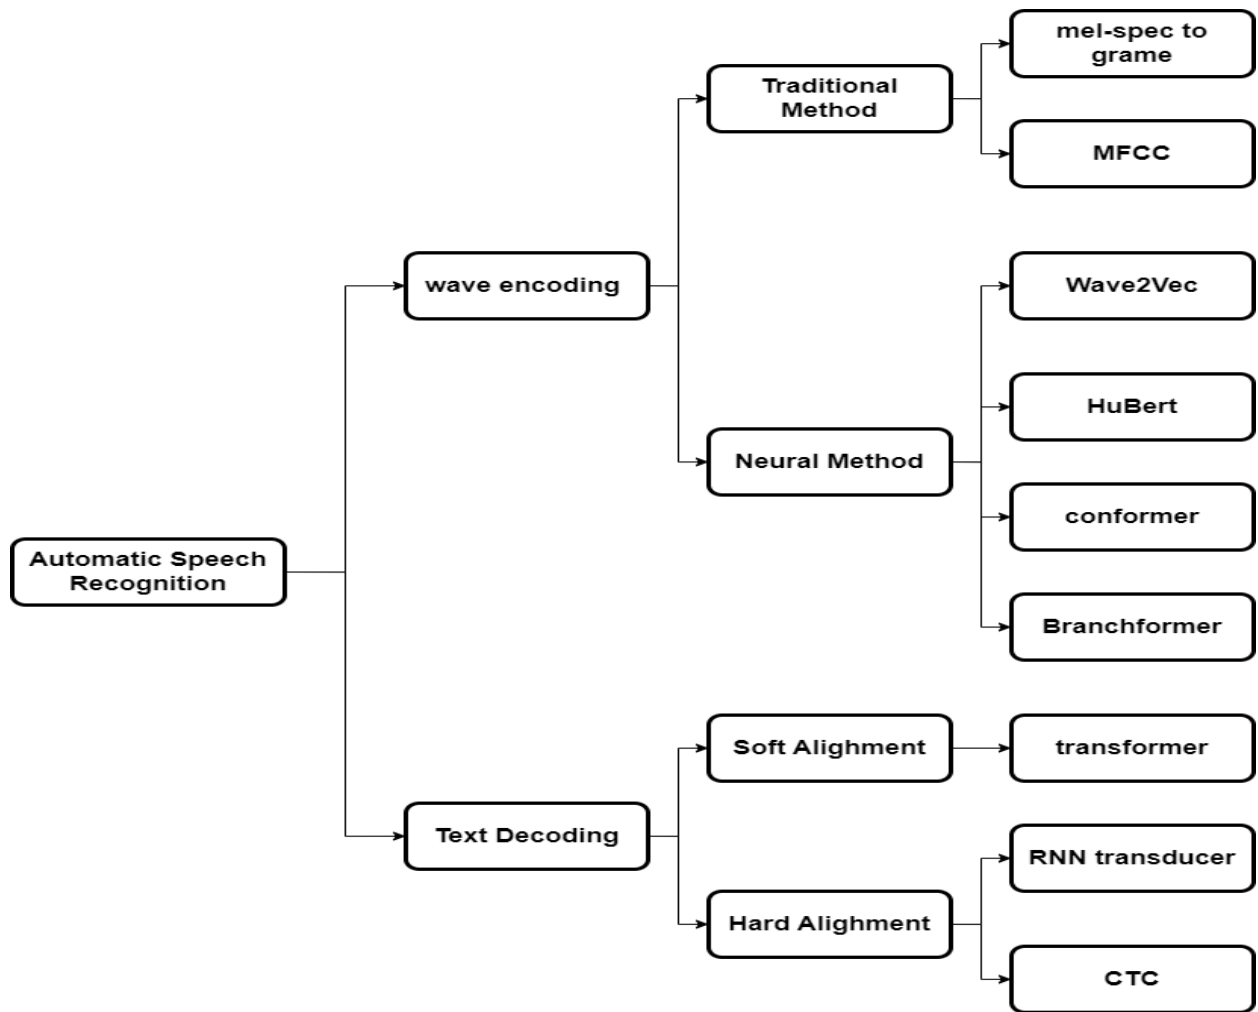 mel-spec to
grame
Traditional
Method
MFCC
wave encoding
Wave2Vec
HuBert
Neural Method
conformer
Automatic Speech
Recognition
Branchformer
Soft Alighment
transformer
Text Decoding
RNN transducer
Hard Alighment
CTC